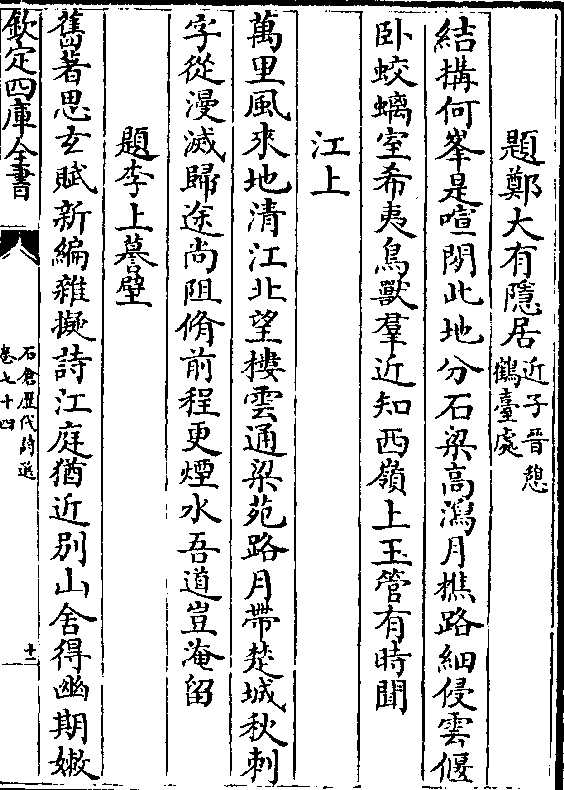 題鄭大有隱居近子晉憩
鶴臺處
結搆何峯是喧閒此地分石梁高瀉月樵路細侵雲偃
卧蛟螭室希夷鳥獸羣近知西嶺上玉管有時聞
江上
萬里風來地清江北望樓雲通梁苑路月帶楚城秋刺
字從漫滅歸途尚阻脩前程更煙水吾道豈淹留
題李上謩壁
舊著思玄賦新編雜擬詩江庭猶近别山舍得幽期嫰
欽定四庫全書
石倉歷代詩選
卷七十四
十二